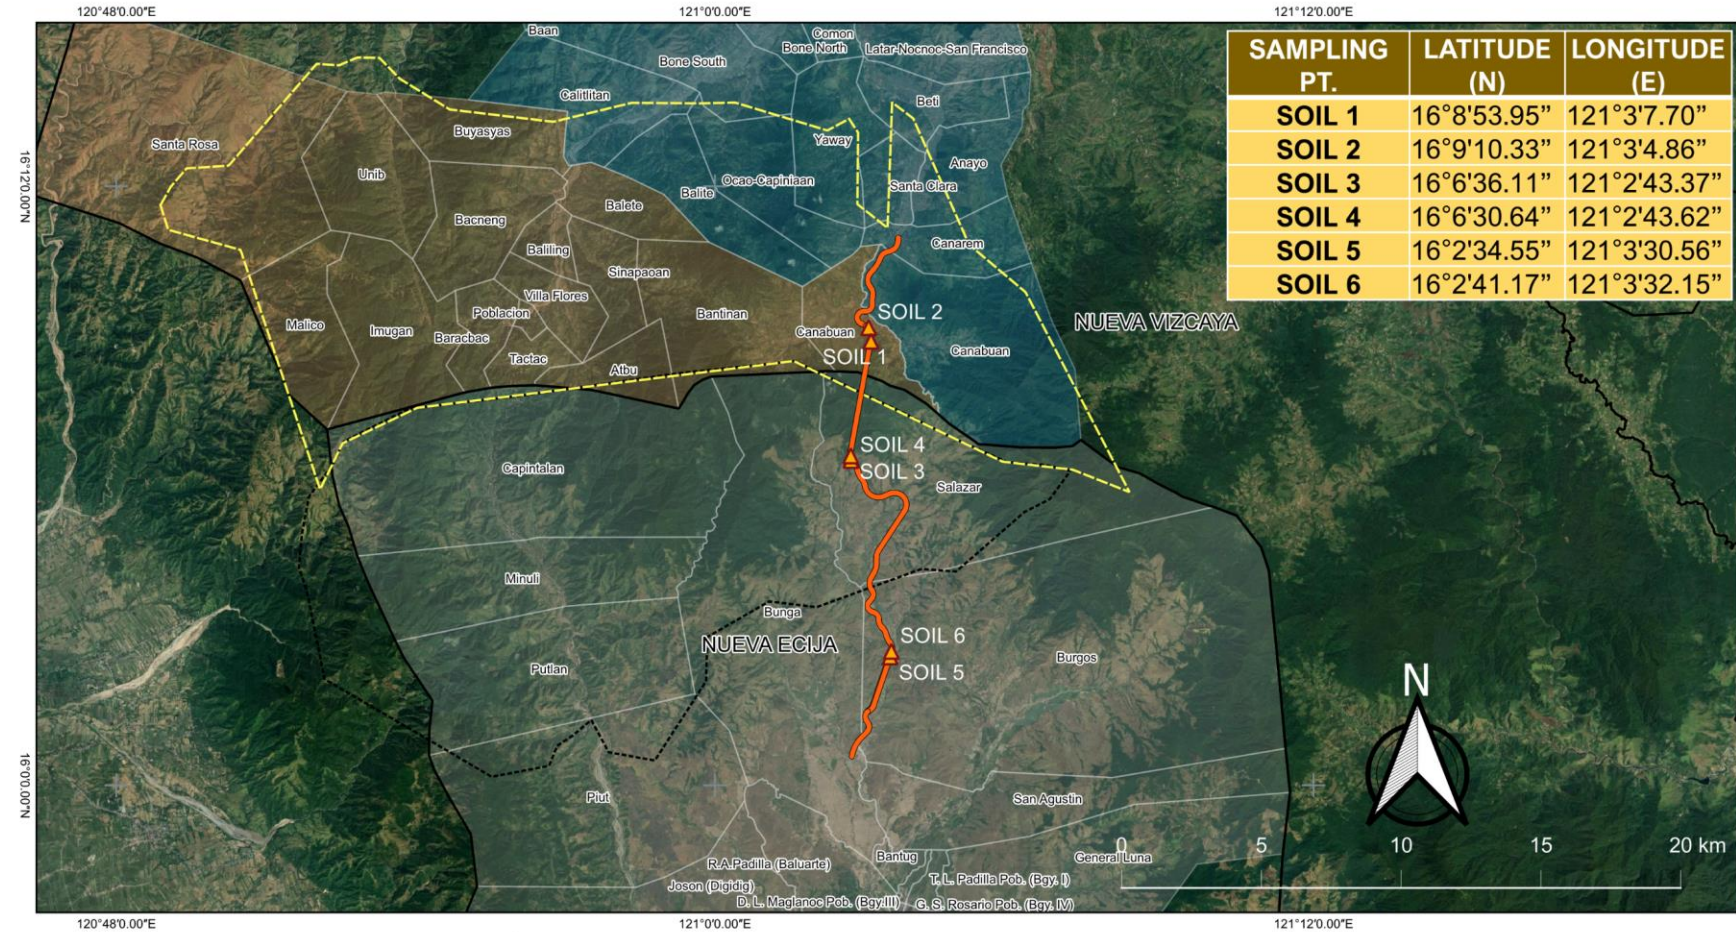 120°48'0.00"E 121°0'0.00"E 121°12'0.00"E
Baan
Comon
Bone North
Latar-Nocnoc-San Francisco
Bone South
Calitlitan
Beti
Buyasyas
Yaway
Santa Rosa
Anayo
Unib
Ocao-Capiniaan
Santa Clara
Balite
Balete
Bacneng
Canarem
Baliling
Sinapaoan
Villa Flores
Poblacion
Bantinan
SOIL 2
Malico
Imugan
Baracbac
Canabuan
NUEVA VIZCAYA
Tactac
SOIL 1
Canabuan
Atbu
SOIL 4
Capintalan
SOIL 3
Salazar
Minuli
Bunga
SOIL 6
NUEVA ECIJA
Burgos
Putlan
SOIL 5
Piut
San Agustin
Bantug
General Luna
R.A.Padilla (Baluarte)
Joson (Digidig)
T. L. Padilla Pob. (Bgy. I)
D. L. Maglanoc Pob. (Bgy.III)
G. S. Rosario Pob. (Bgy. IV)
16°12'0.00"N
16°0'0.00"N
SAMPLING PT. LATITUDE (N) LONGITUDE (E)
SOIL 1 16°8'53.95” 121°3'7.70”
SOIL 2 16°9'10.33” 121°3'4.86”
SOIL 3 16°6'36.11” 121°2'43.37”
SOIL 4 16°6'30.64” 121°2'43.62”
SOIL 5 16°2'34.55” 121°3'30.56”
SOIL 6 16°2'41.17” 121°3'32.15”
N
0 5 10 15 20 km
120°48'0.00"E 121°0'0.00"E 121°12'0.00"E